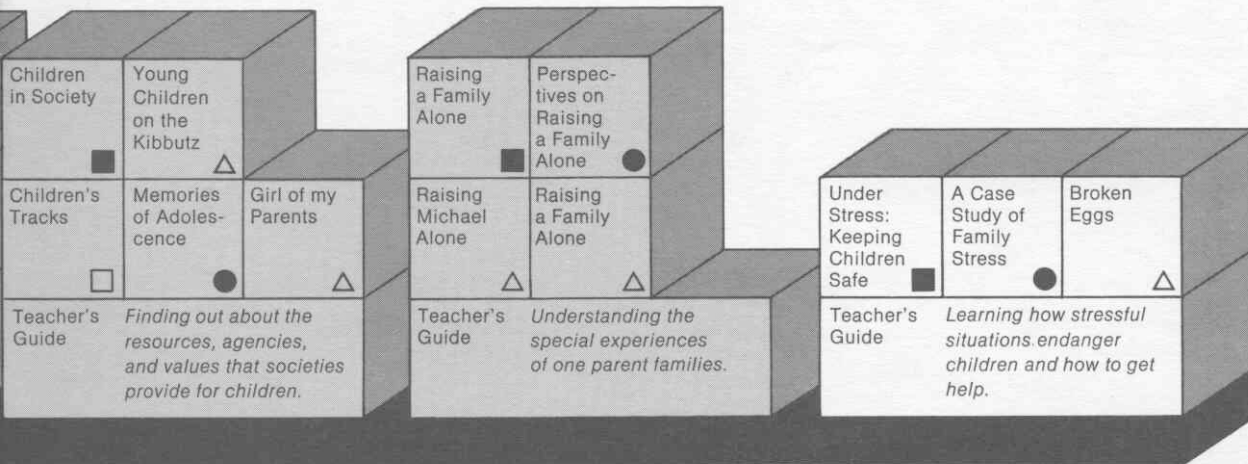 Children
in Society
Young
Children
on the
Kibbutz
Children's
Tracks
Memories
of Adoles-
cence
Girl of my
Parents
Teacher's
Guide
Finding out about the
resources, agencies,
and values that societies
provide for children.
Raising
a Family
Alone
Perspec-
tives on
Raising
a Family
Alone
Raising
Michael
Alone
Raising
a Family
Alone
Teacher's
Guide
Understanding the
special experiences
of one parent families.
Under
Stress:
Keeping
Children
Safe
A Case
Study of
Family
Stress
Broken
Eggs
Teacher's
Guide
Learning how stressful
situations endanger
children and how to get
help.